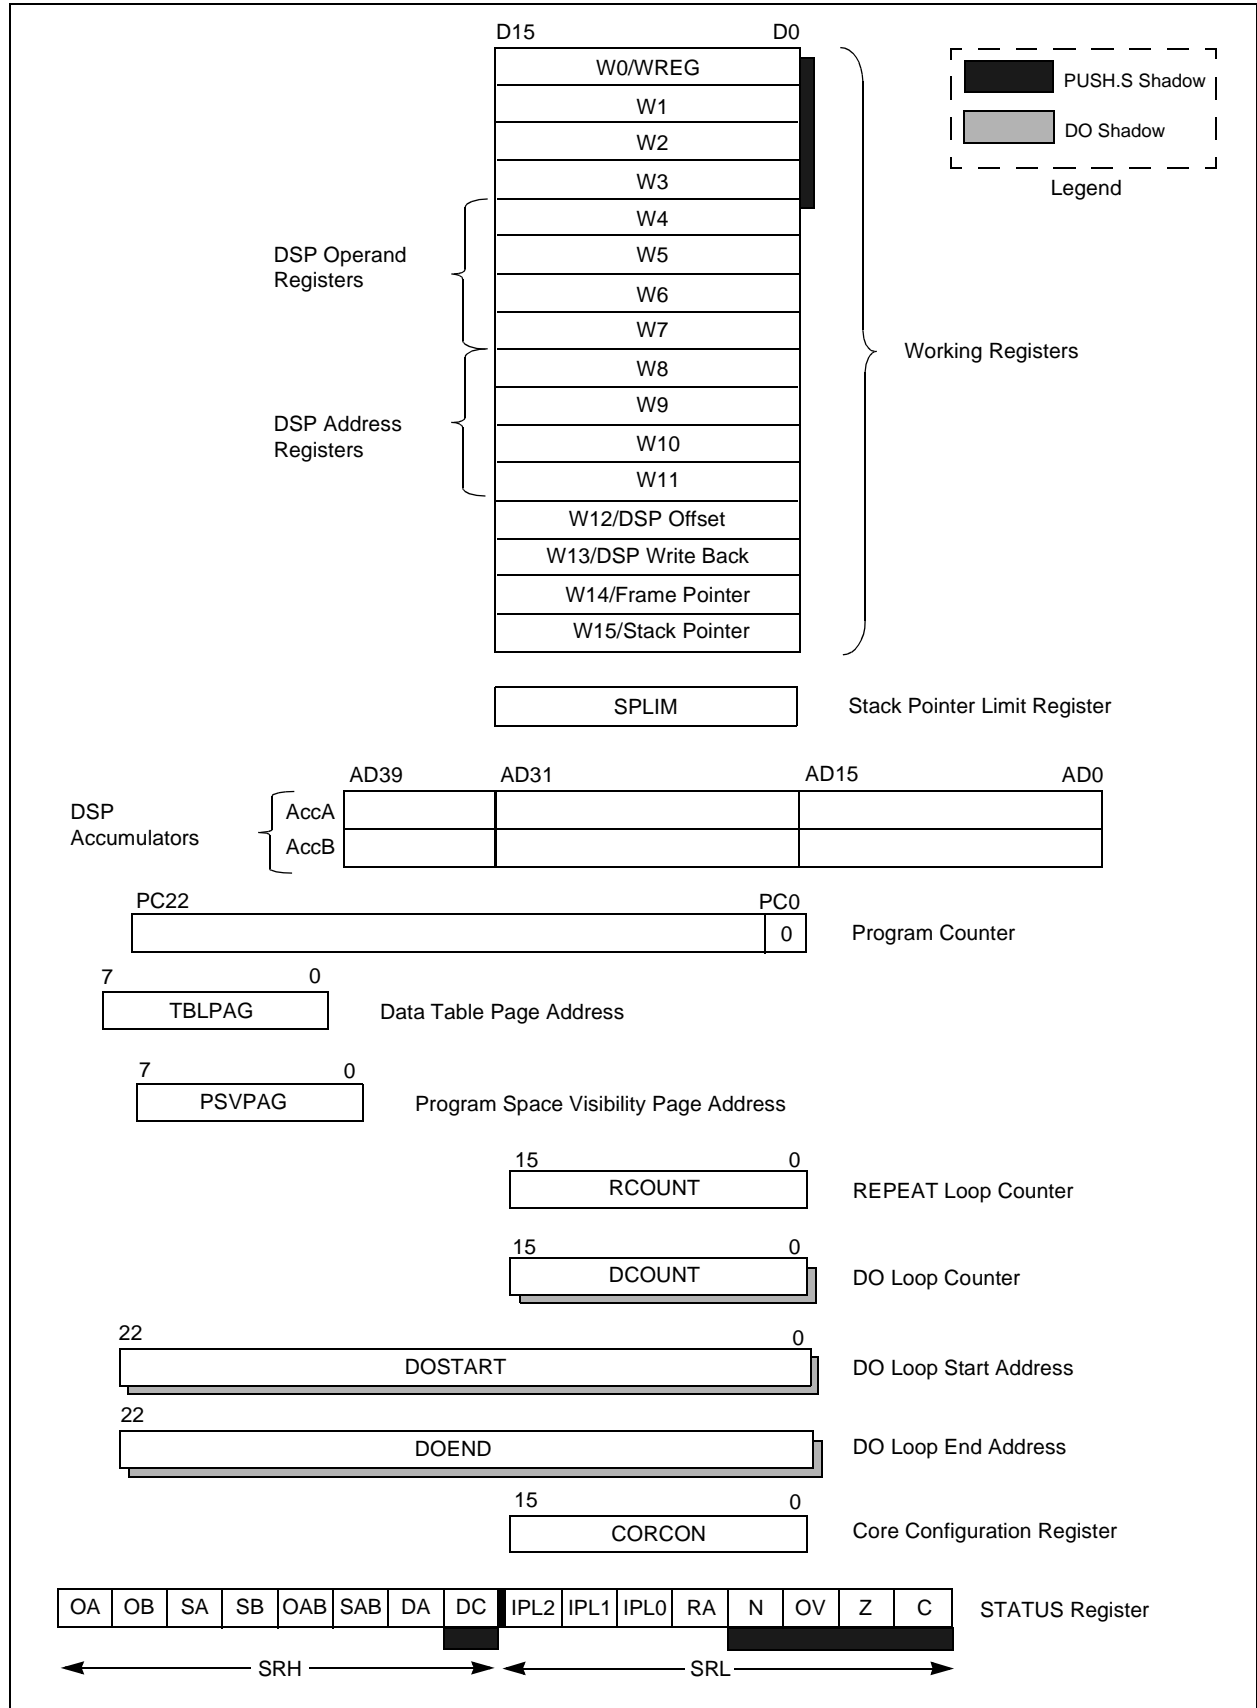 D15 D0
W0/WREG
W1
W2
W3
W4
W5
W6
W7
W8
W9
W10
W11
W12/DSP Offset
W13/DSP Write Back
W14/Frame Pointer
W15/Stack Pointer
DSP Operand
Registers
DSP Address
Registers
Working Registers
PUSH.S Shadow
DO Shadow
Legend
SPLIM Stack Pointer Limit Register
AD39 AD31 AD15 AD0
DSP
Accumulators
AccA
AccB
PC22 PC0
0 Program Counter
7 0
TBLPAG Data Table Page Address
7 0
PSVPAG Program Space Visibility Page Address
15 0
RCOUNT REPEAT Loop Counter
15 0
DCOUNT DO Loop Counter
22 0
DOSTART DO Loop Start Address
22
DOEND DO Loop End Address
15 0
CORCON Core Configuration Register
OA OB SA SB OAB SAB DA DC IPL2 IPL1 IPL0 RA N OV Z C STATUS Register
SRH SRL